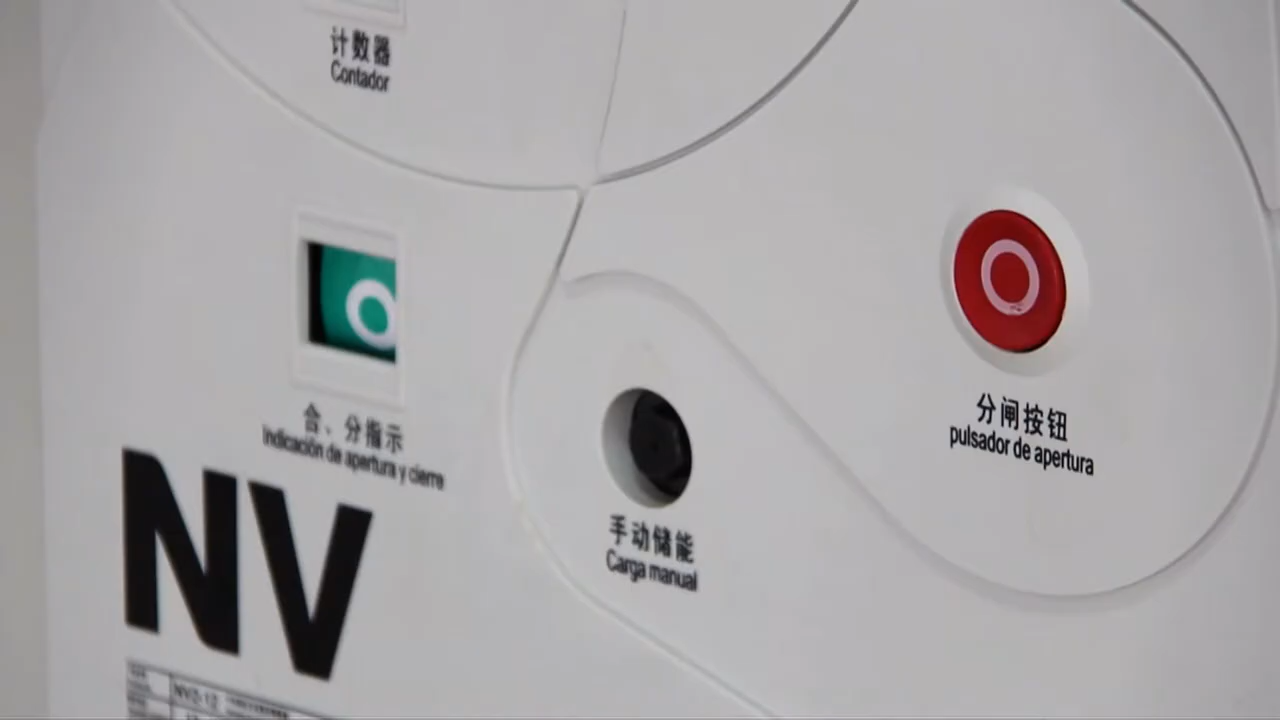 计数器
Contador
合、分指示
Indicación de apertura y cierre
分闸按钮
pulsador de apertura
手动储能
Carga manual
NV